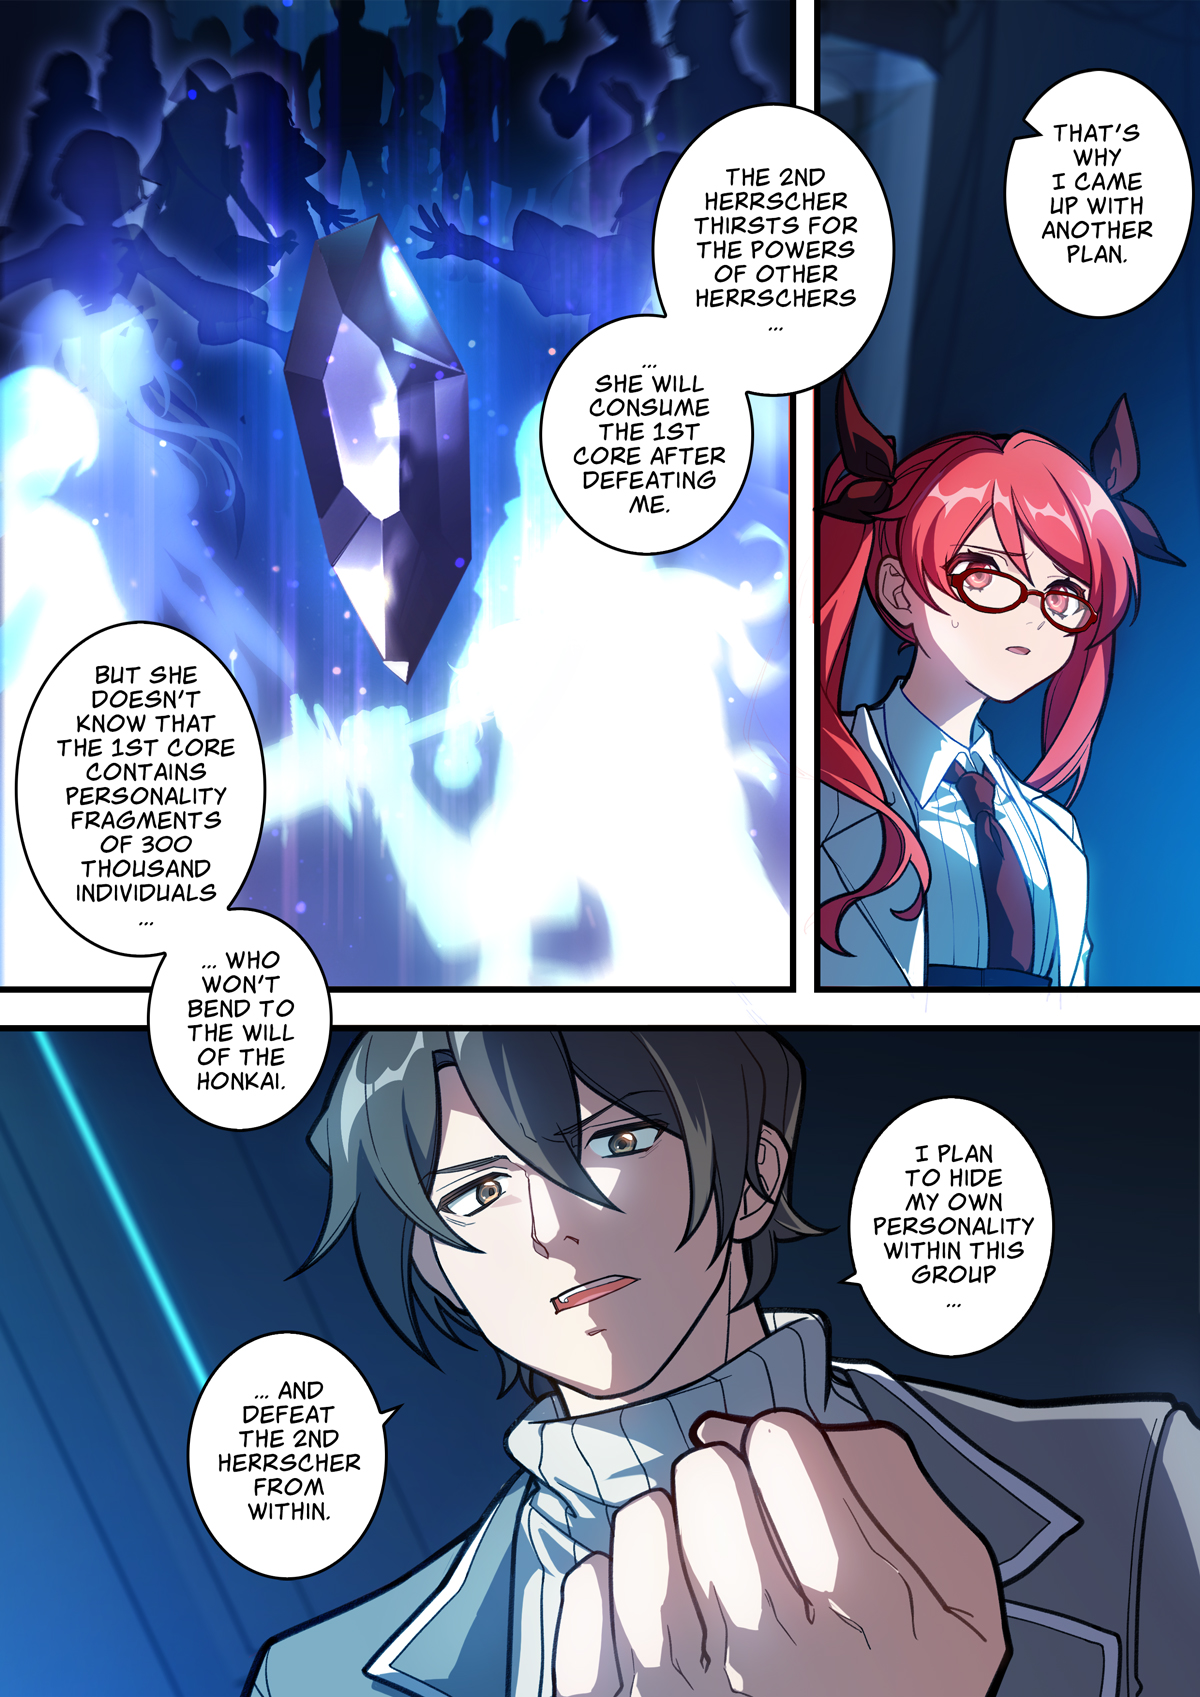 THAT'S
WHY
I CAME
UP WITH
ANOTHER
PLAN.
THE 2ND
HERRSCHER
THIRSTS FOR
THE POWERS
OF OTHER
HERRSCHERS
...
...
SHE WILL
CONSUME
THE 1ST
CORE AFTER
DEFEATING
ME.
BUT SHE
DOESN'T
KNOW THAT
THE 1ST CORE
CONTAINS
PERSONALITY
FRAGMENTS
OF 300
THOUSAND
INDIVIDUALS
...
... WHO
WON'T
BEND TO
THE WILL
OF THE
HONKAI.
I PLAN
TO HIDE
MY OWN
PERSONALITY
WITHIN THIS
GROUP
...
... AND
DEFEAT
THE 2ND
HERRSCHER
FROM
WITHIN.